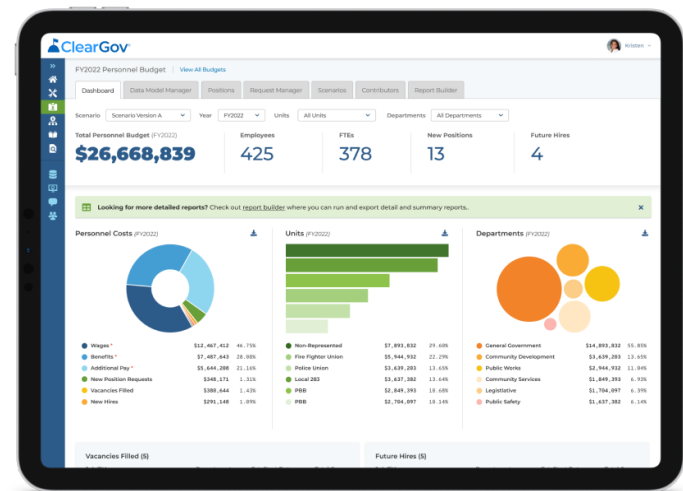 ClearGov
Kristen
FY2022 Personnel Budget | View All Budgets
Dashboard Data Model Manager Positions Request Manager Scenarios Contributors Report Builder
Scenario Scenario Version A Year FY2022 Units All Units Departments All Departments
Total Personnel Budget (FY2022) Employees FTEs New Positions Future Hires
$26,668,839 425 378 13 4
Looking for more detailed reports? Check out report builder where you can run and export detail and summary reports..
Personnel Costs (FY2022) Units (FY2022) Departments (FY2022)
Wages * $12,467,412 46.75% Non-Represented $7,893,832 29.60% General Government $14,893,832 55.85%
Benefits * $7,487,643 28.08% Fire Fighter Union $5,944,932 22.29% Community Development $3,639,203 13.65%
Additional Pay * $5,644,288 21.16% Police Union $3,639,203 13.65% Public Works $2,944,932 11.04%
New Position Requests $348,171 1.31% Local 283 $3,637,382 13.64% Community Services $1,849,393 6.93%
Vacancies Filled $380,644 1.43% PBB $2,849,393 10.68% Legislative $1,704,097 6.39%
New Hires $291,148 1.09% PBB $2,704,097 10.14% Public Safety $1,637,382 6.14%
Vacancies Filled (5) Future Hires (5)